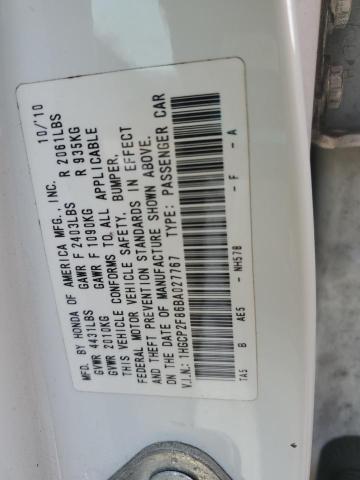 MFD. BY HONDA OF AMERICA MFG., INC. 10/10
GVWR 4431LBS GAWR F 2403LBS R 2061LBS
GVWR 2010KG GAWR F 1090KG R 935KG
THIS VEHICLE CONFORMS TO ALL APPLICABLE
FEDERAL MOTOR VEHICLE SAFETY, BUMPER,
AND THEFT PREVENTION STANDARDS IN EFFECT
ON THE DATE OF MANUFACTURE SHOWN ABOVE.
V.I.N.: 1HGCP2F86BA027767 TYPE: PASSENGER CAR
TA5 B AE5 - NH578 - F - A